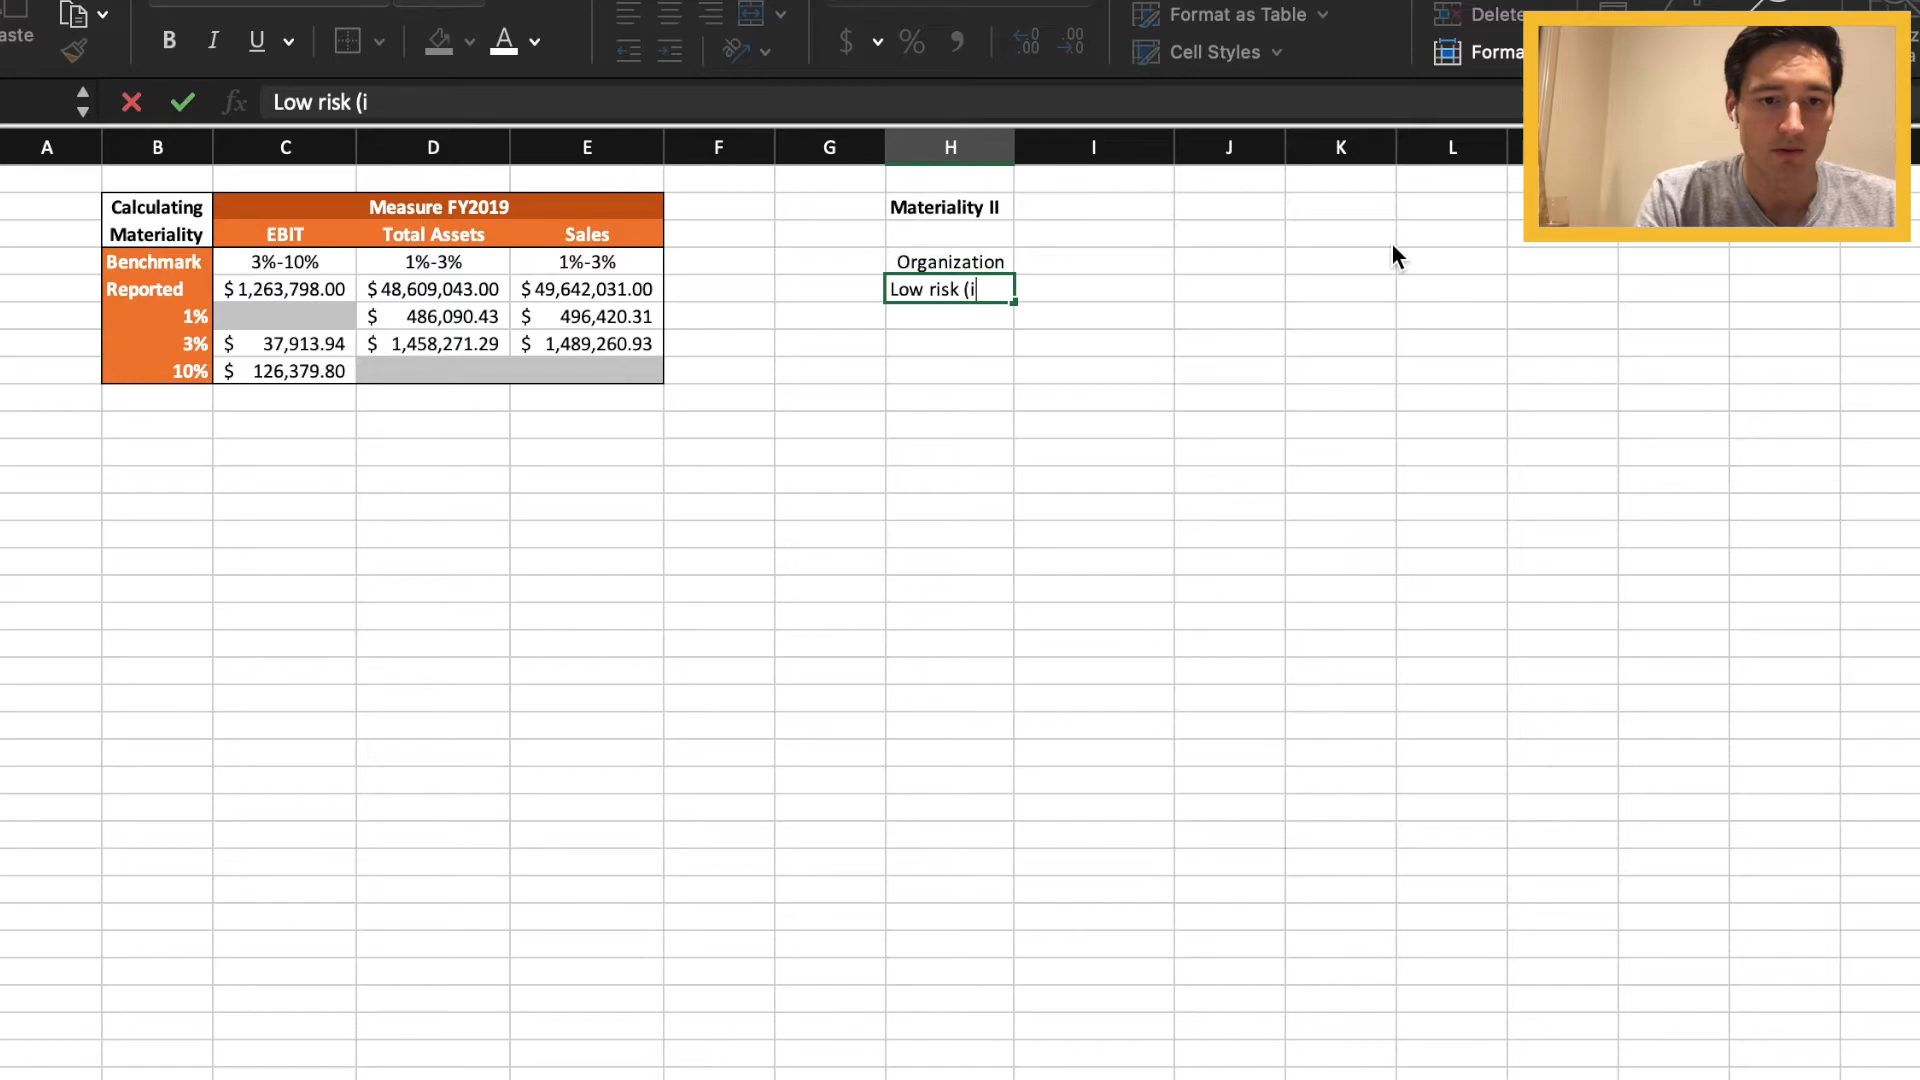 aste
B I U A $ % Format as Table Delete
Cell Styles Forma
fx Low risk (i
A B C D E F G H I J K L
Calculating Measure FY2019 Materiality II
Materiality EBIT Total Assets Sales
Benchmark 3%-10% 1%-3% 1%-3% Organization
Reported $ 1,263,798.00 $ 48,609,043.00 $ 49,642,031.00 Low risk (i
1% $ 486,090.43 $ 496,420.31
3% $ 37,913.94 $ 1,458,271.29 $ 1,489,260.93
10% $ 126,379.80